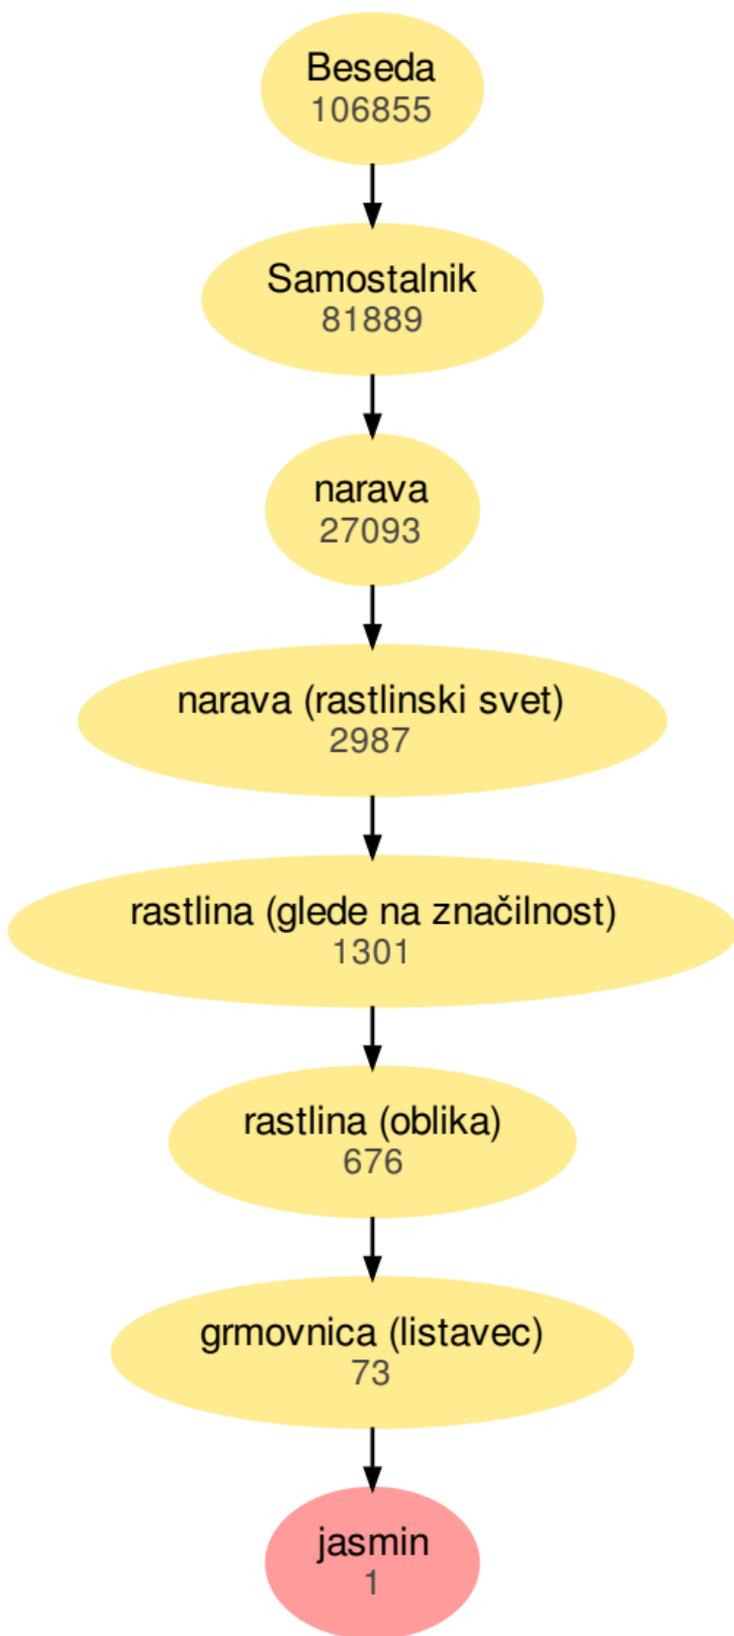 Beseda
106855
Samostalnik
81889
narava
27093
narava (rastlinski svet)
2987
rastlina (glede na značilnost)
1301
rastlina (oblika)
676
grmovnica (listavec)
73
jasmin
1